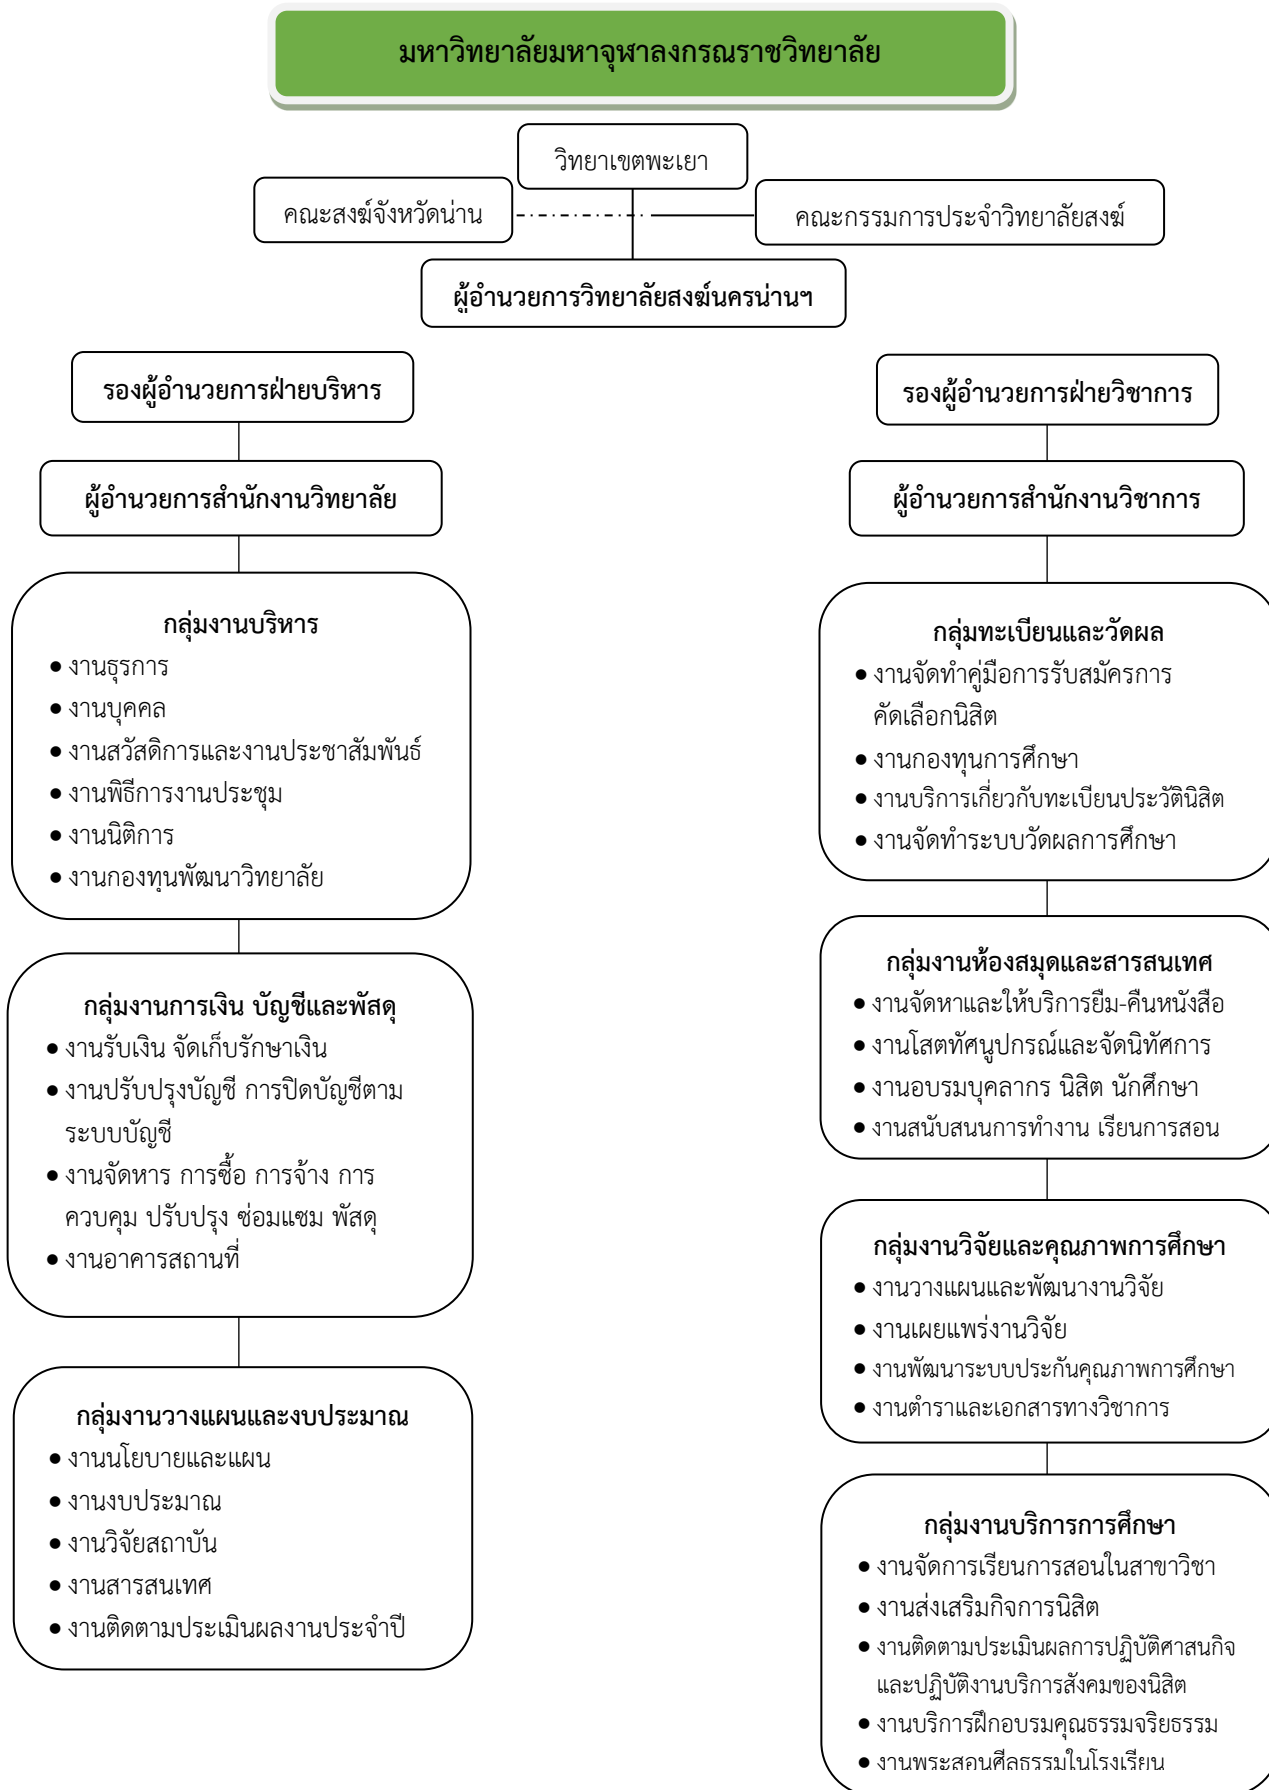 มหาวิทยาลัยมหาจุฬาลงกรณราชวิทยาลัย
วิทยาเขตพะเยา
คณะสงฆ์จังหวัดน่าน
คณะกรรมการประจำวิทยาลัยสงฆ์
ผู้อำนวยการวิทยาลัยสงฆ์นครน่านฯ
รองผู้อำนวยการฝ่ายบริหาร
ผู้อำนวยการสำนักงานวิทยาลัย
กลุ่มงานบริหาร
• งานธุรการ
• งานบุคคล
• งานสวัสดิการและงานประชาสัมพันธ์
• งานพิธีการงานประชุม
• งานนิติการ
• งานกองทุนพัฒนาวิทยาลัย
กลุ่มงานการเงิน บัญชีและพัสดุ
• งานรับเงิน จัดเก็บรักษาเงิน
• งานปรับปรุงบัญชี การปิดบัญชีตาม
ระบบบัญชี
• งานจัดหาร การซื้อ การจ้าง การ
ควบคุม ปรับปรุง ซ่อมแซม พัสดุ
• งานอาคารสถานที่
กลุ่มงานวางแผนและงบประมาณ
• งานนโยบายและแผน
• งานงบประมาณ
• งานวิจัยสถาบัน
• งานสารสนเทศ
• งานติดตามประเมินผลงานประจำปี
รองผู้อำนวยการฝ่ายวิชาการ
ผู้อำนวยการสำนักงานวิชาการ
กลุ่มทะเบียนและวัดผล
• งานจัดทำคู่มือการรับสมัครการ
คัดเลือกนิสิต
• งานกองทุนการศึกษา
• งานบริการเกี่ยวกับทะเบียนประวัตินิสิต
• งานจัดทำระบบวัดผลการศึกษา
กลุ่มงานห้องสมุดและสารสนเทศ
• งานจัดหาและให้บริการยืม-คืนหนังสือ
• งานโสตทัศนูปกรณ์และจัดนิทัศการ
• งานอบรมบุคลากร นิสิต นักศึกษา
• งานสนับสนนการทำงาน เรียนการสอน
กลุ่มงานวิจัยและคุณภาพการศึกษา
• งานวางแผนและพัฒนางานวิจัย
• งานเผยแพร่งานวิจัย
• งานพัฒนาระบบประกันคุณภาพการศึกษา
• งานตำราและเอกสารทางวิชาการ
กลุ่มงานบริการการศึกษา
• งานจัดการเรียนการสอนในสาขาวิชา
• งานส่งเสริมกิจการนิสิต
• งานติดตามประเมินผลการปฏิบัติศาสนกิจ
และปฏิบัติงานบริการสังคมของนิสิต
• งานบริการฝึกอบรมคุณธรรมจริยธรรม
• งานพระสอนศีลธรรมในโรงเรียน